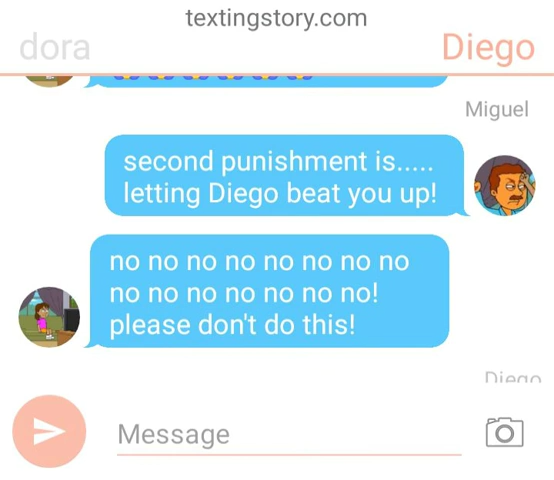 textingstory.com
dora
Diego
Miguel
second punishment is.....
letting Diego beat you up!
no no no no no no no no
no no no no no no no!
please don't do this!
Diego
Message